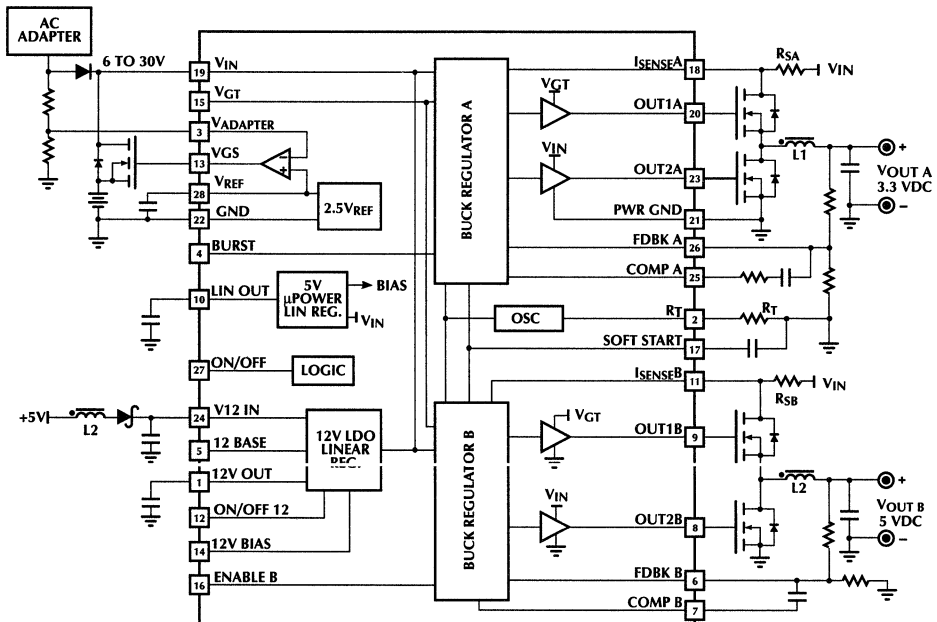 AC
ADAPTER
6 TO 30V
19
VIN
15
VGT
3
VADAPTER
13
VGS
28
VREF
22
GND
4
BURST
10
LIN OUT
27
ON/OFF
24
V12 IN
5
12 BASE
1
12V OUT
12
ON/OFF 12
14
12V BIAS
16
ENABLE B
+5V
L2
−
+
2.5VREF
5V
µPOWER
LIN REG.
BIAS
VIN
LOGIC
12V LDO
LINEAR
REG.
BUCK REGULATOR A
OSC
BUCK REGULATOR B
VGT
VIN
VGT
VIN
ISENSEA
18
RSA
VIN
OUT1A
20
OUT2A
23
L1
+
VOUT A
3.3 VDC
−
PWR GND
21
FDBK A
26
COMP A
25
RT
2
RT
SOFT START
17
ISENSEB
11
RSB
VIN
OUT1B
9
L2
+
VOUT B
5 VDC
−
OUT2B
8
FDBK B
6
COMP B
7